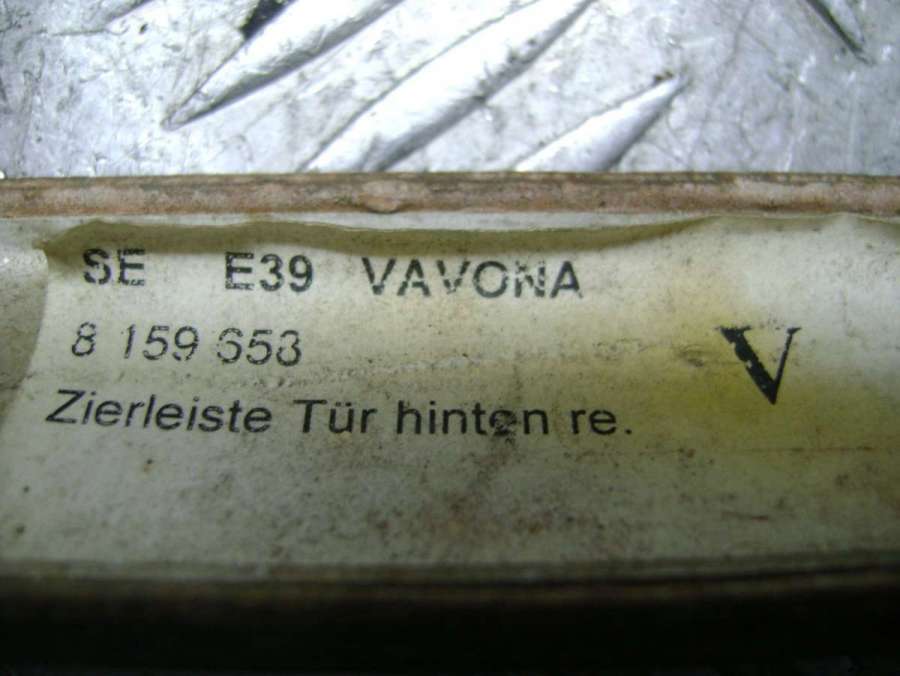 SE E39 VAVONA
8 159 653
V
Zierleiste Tür hinten re.